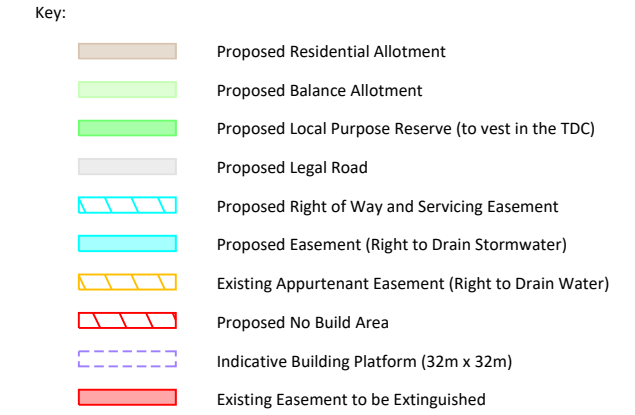 Key:
Proposed Residential Allotment
Proposed Balance Allotment
Proposed Local Purpose Reserve (to vest in the TDC)
Proposed Legal Road
Proposed Right of Way and Servicing Easement
Proposed Easement (Right to Drain Stormwater)
Existing Appurtenant Easement (Right to Drain Water)
Proposed No Build Area
Indicative Building Platform (32m x 32m)
Existing Easement to be Extinguished